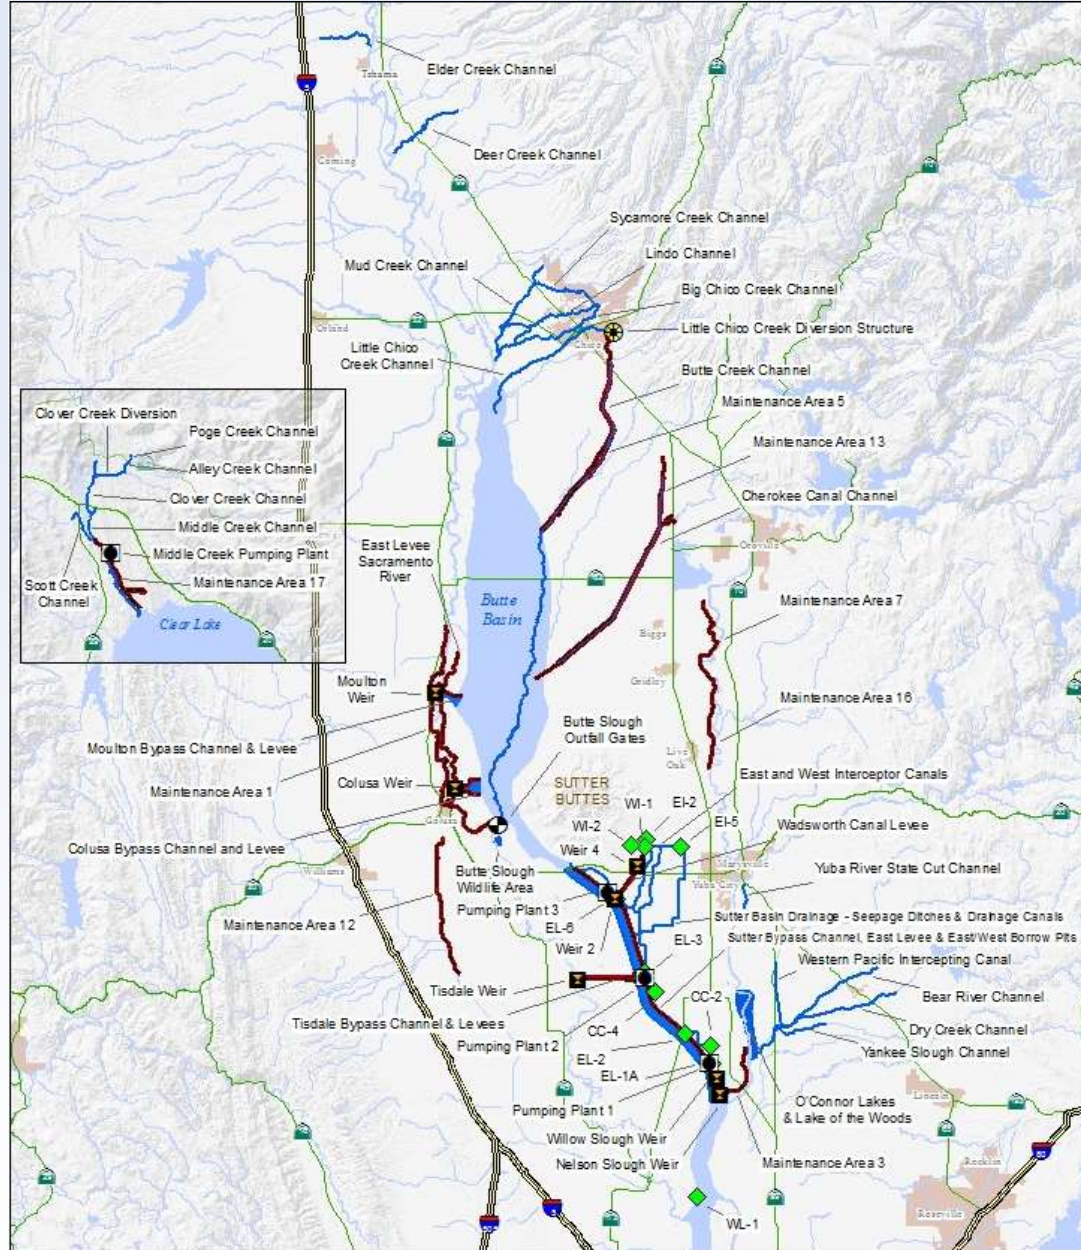 Elder Creek Channel
Tehama
Deer Creek Channel
Corning
Sycamore Creek Channel
Lindo Channel
Mud Creek Channel
Big Chico Creek Channel
Orland
Little Chico Creek Diversion Structure
Chico
Little Chico
Creek Channel
Butte Creek Channel
Maintenance Area 5
Clover Creek Diversion
Poge Creek Channel
Maintenance Area 13
Alley Creek Channel
Clover Creek Channel
Cherokee Canal Channel
Middle Creek Channel
Middle Creek Pumping Plant
East Levee
Sacramento
River
Oroville
Scott Creek
Channel
Maintenance Area 17
Clear Lake
Butte
Basin
Maintenance Area 7
Biggs
Gridley
Moulton
Weir
Maintenance Area 16
Butte Slough
Outfall Gates
Moulton Bypass Channel & Levee
Live
Oak
Maintenance Area 1
Colusa Weir
SUTTER
BUTTES
East and West Interceptor Canals
WI-1
EI-2
EI-5
Colusa
WI-2
Wadsworth Canal Levee
Colusa Bypass Channel and Levee
Weir 4
Williams
Marysville
Yuba City
Yuba River State Cut Channel
Butte Slough
Wildlife Area
Pumping Plant 3
Maintenance Area 12
EL-6
Sutter Basin Drainage - Seepage Ditches & Drainage Canals
Weir 2
EL-3
Sutter Bypass Channel, East Levee & East/West Borrow Pits
Western Pacific Intercepting Canal
Tisdale Weir
CC-2
Bear River Channel
Tisdale Bypass Channel & Levees
CC-4
Dry Creek Channel
Pumping Plant 2
EL-2
Yankee Slough Channel
EL-1A
Pumping Plant 1
O'Connor Lakes
& Lake of the Woods
Lincoln
Willow Slough Weir
Nelson Slough Weir
Maintenance Area 3
Rocklin
WL-1
Roseville